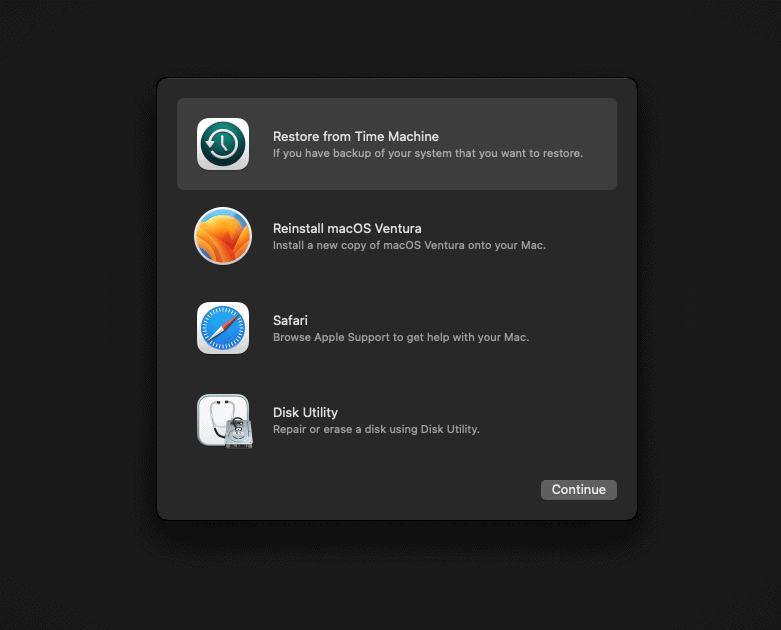 Restore from Time Machine
If you have backup of your system that you want to restore.
Reinstall macOS Ventura
Install a new copy of macOS Ventura onto your Mac.
Safari
Browse Apple Support to get help with your Mac.
Disk Utility
Repair or erase a disk using Disk Utility.
Continue